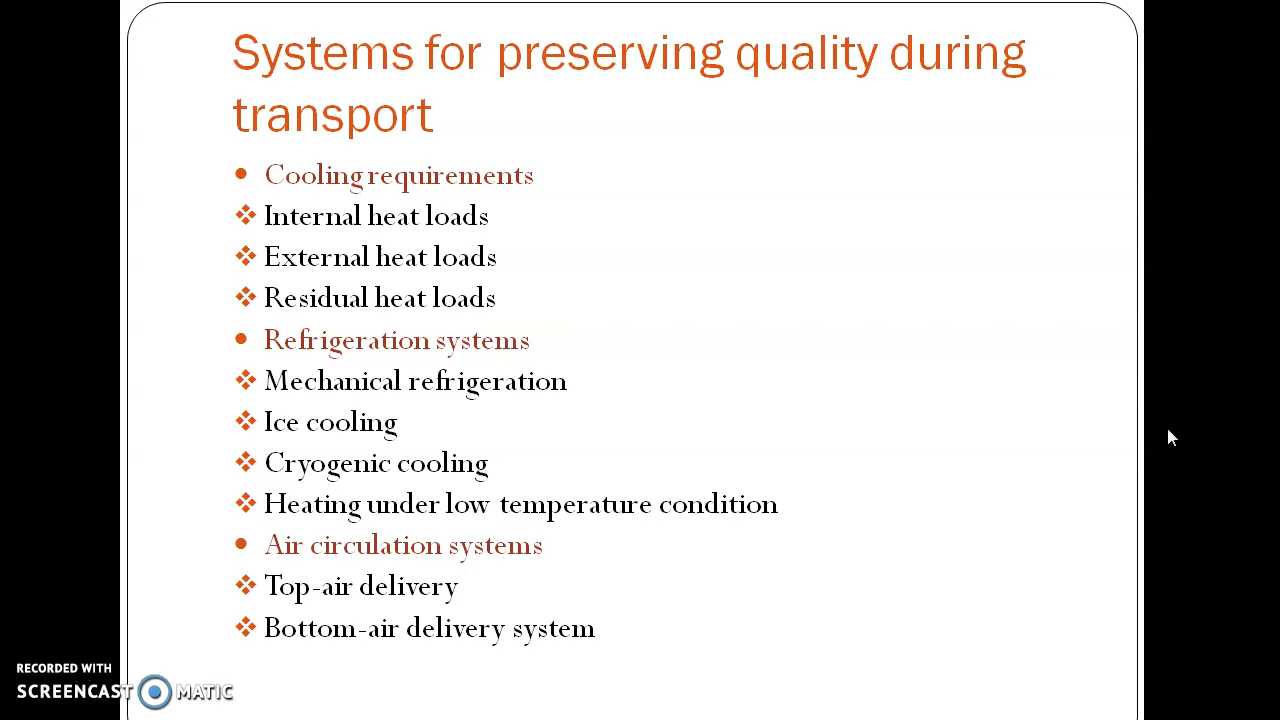 Systems for preserving quality during
transport
Cooling requirements
Internal heat loads
External heat loads
Residual heat loads
Refrigeration systems
Mechanical refrigeration
Ice cooling
Cryogenic cooling
Heating under low temperature condition
Air circulation systems
Top-air delivery
Bottom-air delivery system
RECORDED WITH
SCREENCAST MATIC